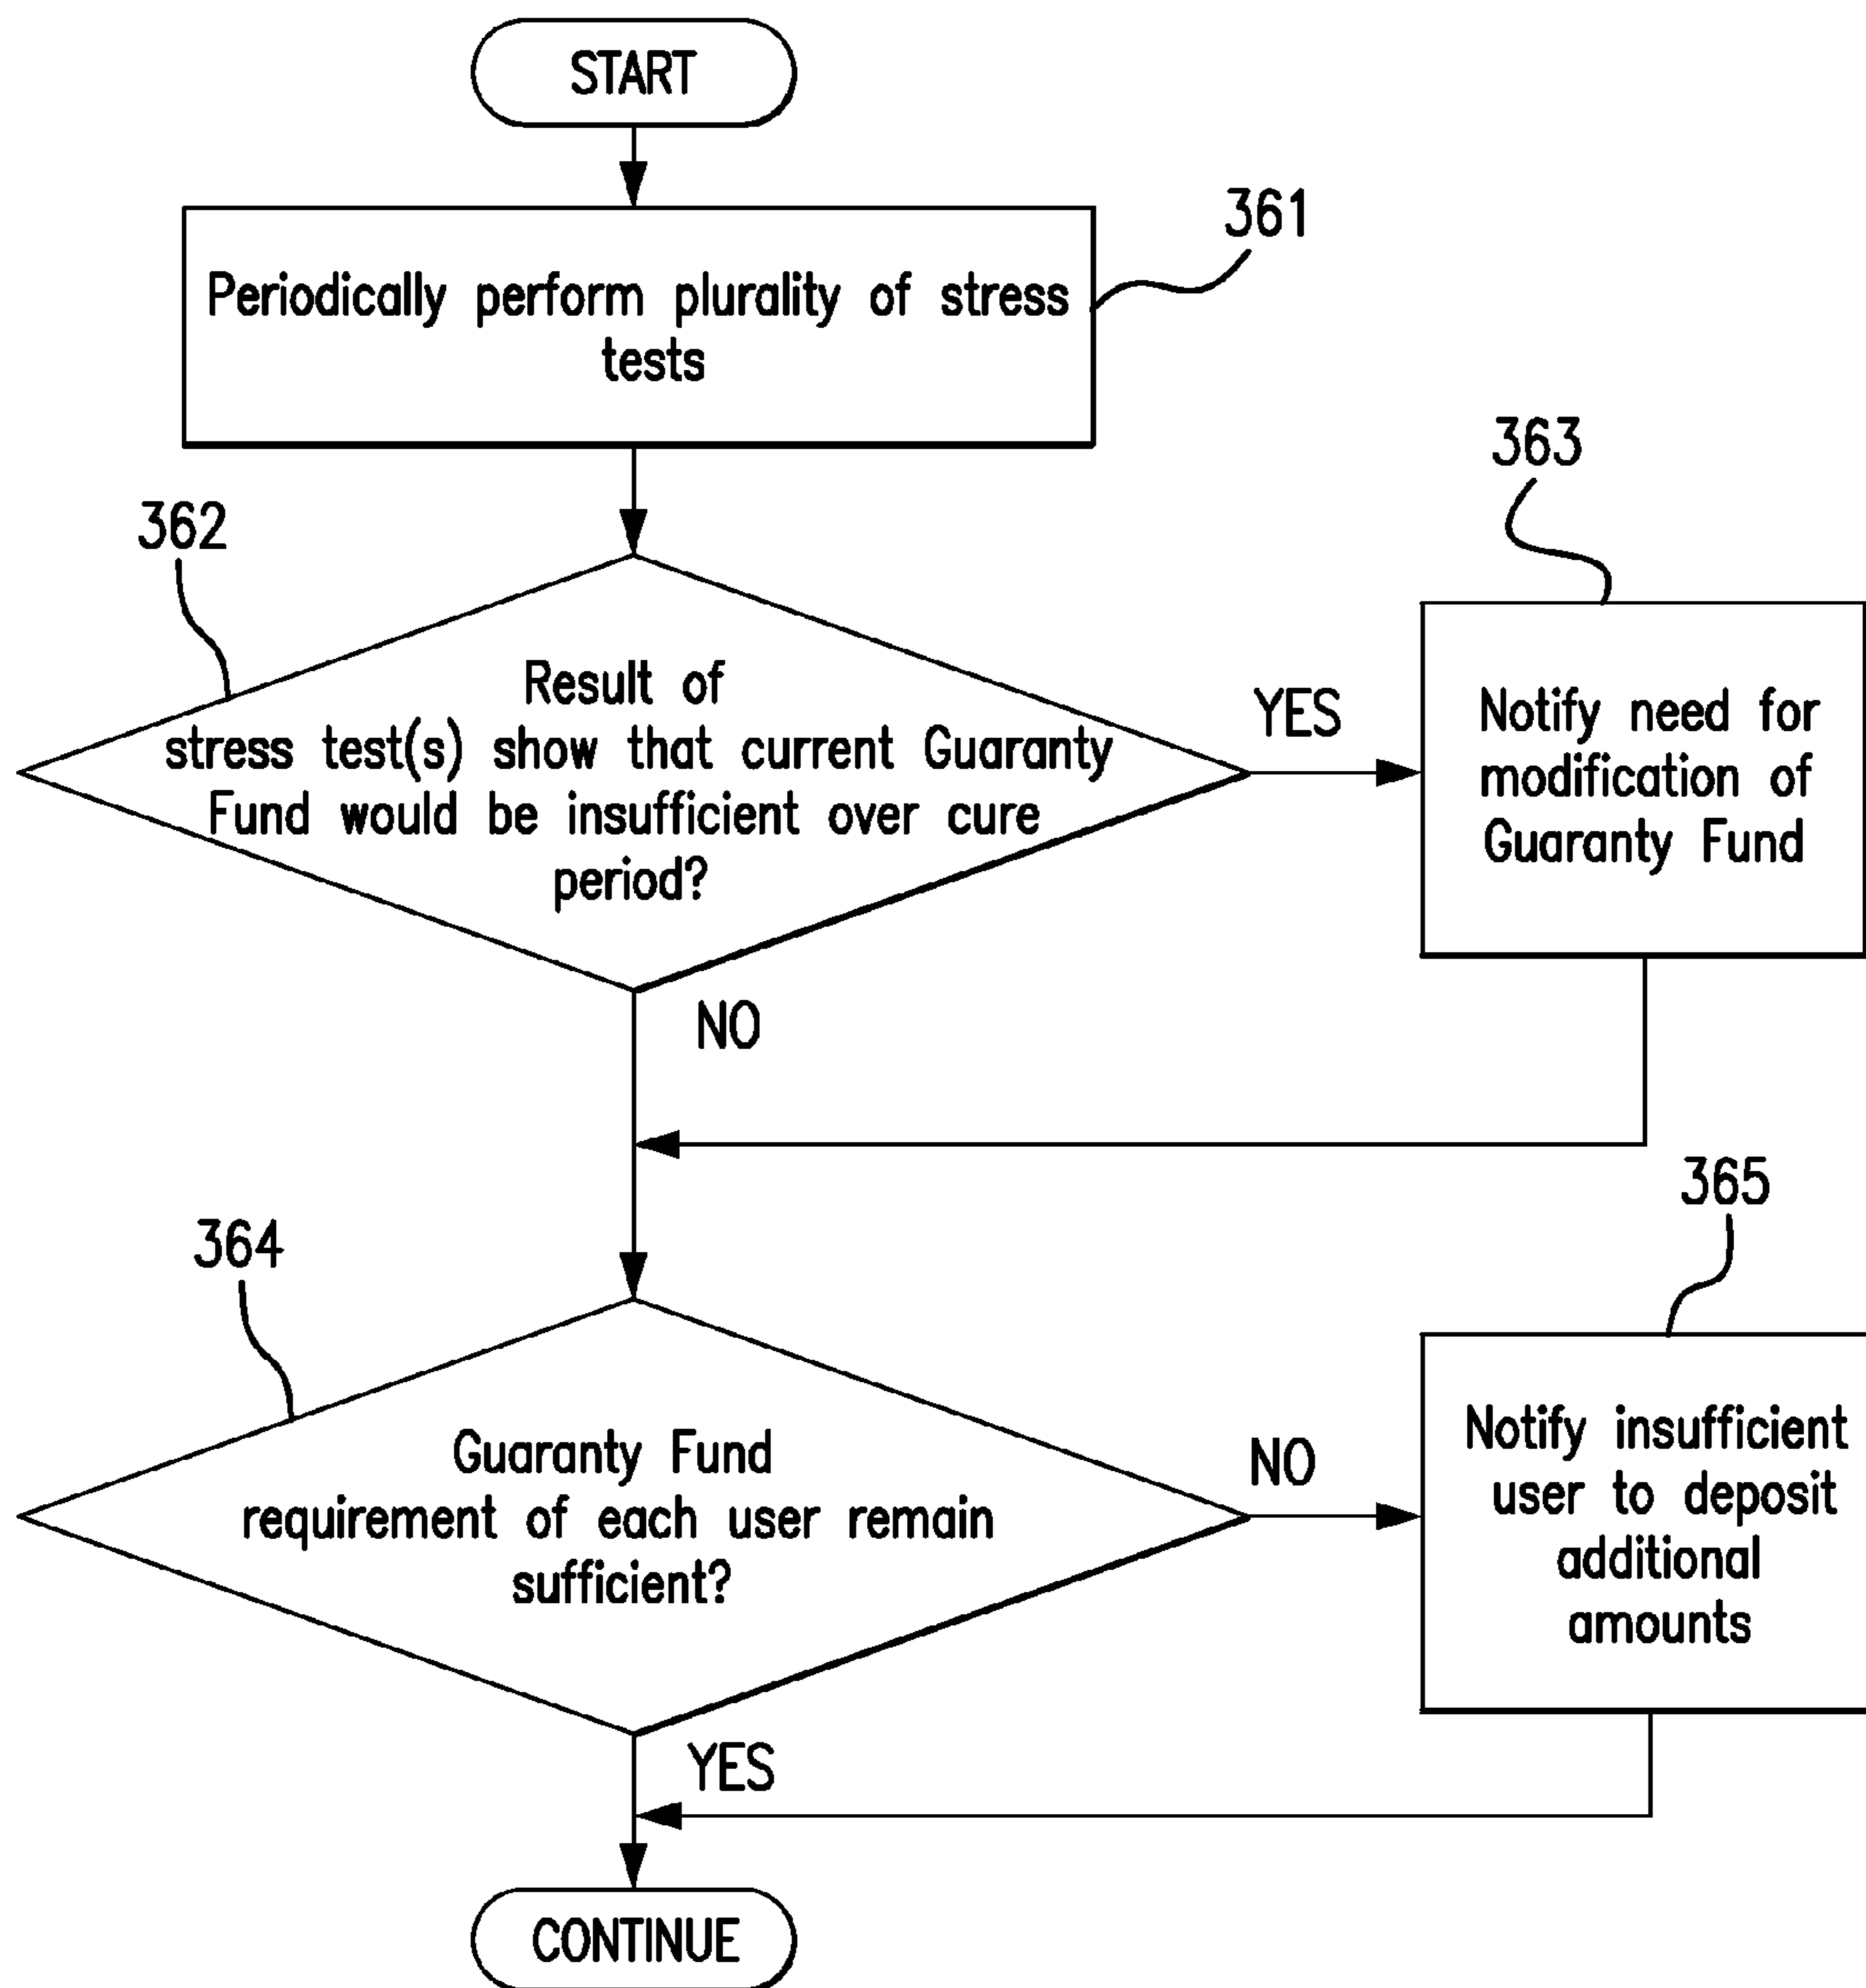 START
361
Periodically perform plurality of stress
tests
362
363
Result of
stress test(s) show that current Guaranty
Fund would be insufficient over cure
period?
YES
Notify need for
modification of
Guaranty Fund
NO
364
365
Guaranty Fund
requirement of each user remain
sufficient?
NO
Notify insufficient
user to deposit
additional
amounts
YES
CONTINUE